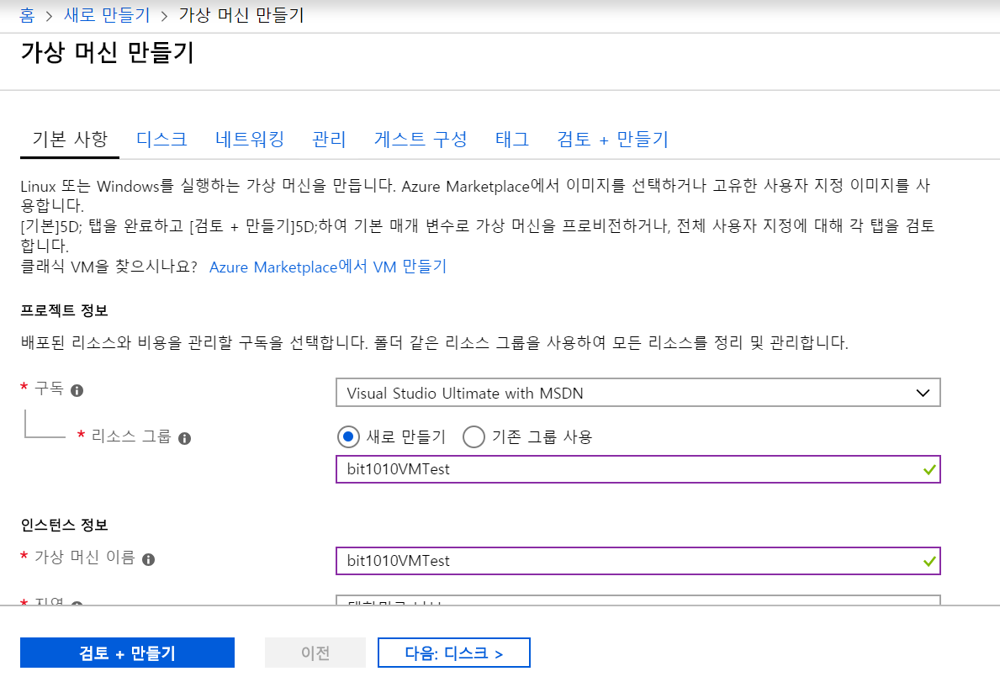 홈 > 새로 만들기 > 가상 머신 만들기
가상 머신 만들기
기본 사항 디스크 네트워킹 관리 게스트 구성 태그 검토 + 만들기
Linux 또는 Windows를 실행하는 가상 머신을 만듭니다. Azure Marketplace에서 이미지를 선택하거나 고유한 사용자 지정 이미지를 사
용합니다.
[기본]5D; 탭을 완료하고 [검토 + 만들기]5D;하여 기본 매개 변수로 가상 머신을 프로비전하거나, 전체 사용자 지정에 대해 각 탭을 검토
합니다.
클래식 VM을 찾으시나요? Azure Marketplace에서 VM 만들기
프로젝트 정보
배포된 리소스와 비용을 관리할 구독을 선택합니다. 폴더 같은 리소스 그룹을 사용하여 모든 리소스를 정리 및 관리합니다.
* 구독 Visual Studio Ultimate with MSDN
* 리소스 그룹 새로 만들기 기존 그룹 사용
bit1010VMTest
인스턴스 정보
* 가상 머신 이름 bit1010VMTest
* 지역
검토 + 만들기 이전 다음: 디스크 >